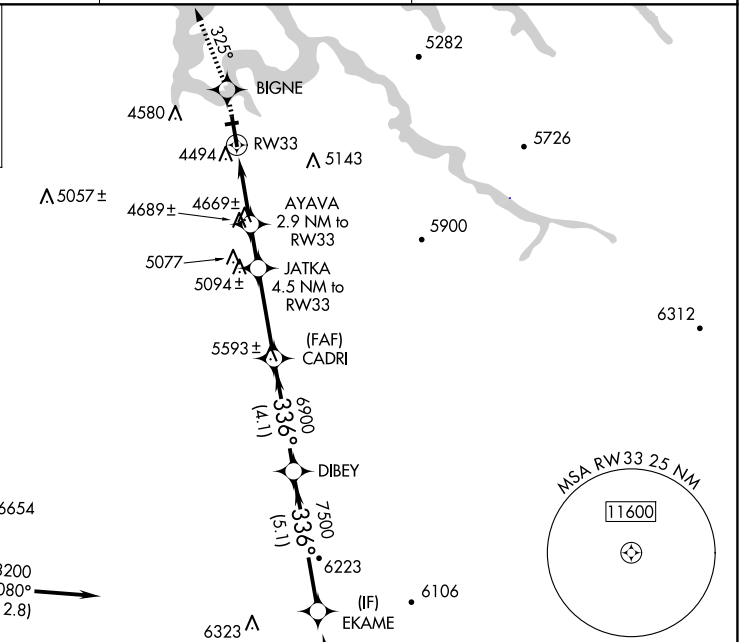 325°
5282
BIGNE
4580
RW33
5726
4494
5143
5057 ±
4669 ±
4689 ±
AYAVA
2.9 NM to
RW33
5900
5077
JATKA
4.5 NM to
RW33
5094 ±
6312
(FAF)
CADRI
5593 ±
6900
336°
(4.1)
DIBEY
MSA RW33 25 NM
11600
7500
336°
(5.1)
6654
6223
3200
080°
2.8)
(IF)
EKAME
6106
6323